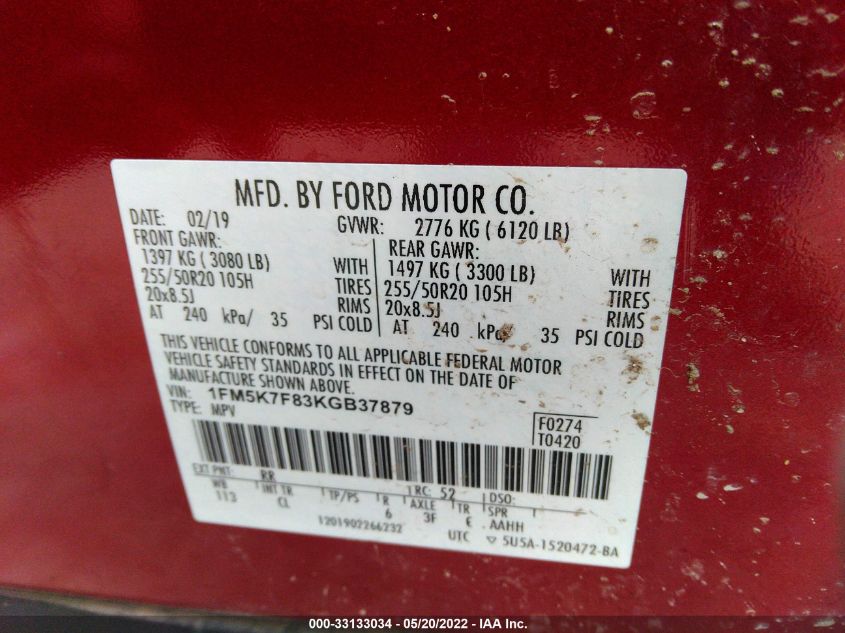 MFD. BY FORD MOTOR CO.
DATE: 02/19 GVWR: 2776 KG ( 6120 LB)
FRONT GAWR: REAR GAWR:
1397 KG ( 3080 LB) WITH 1497 KG ( 3300 LB) WITH
255/50R20 105H TIRES 255/50R20 105H TIRES
20x8.5J RIMS 20x8.5J RIMS
AT 240 kPa/ 35 PSI COLD AT 240 kPa/ 35 PSI COLD
THIS VEHICLE CONFORMS TO ALL APPLICABLE FEDERAL MOTOR
VEHICLE SAFETY STANDARDS IN EFFECT ON THE DATE OF
MANUFACTURE SHOWN ABOVE.
VIN: 1FM5K7F83KGB37879
TYPE: MPV
F0274
T0420
EXT PNT: RR RC: 52 DSO:
WB INT TR TP/PS R AXLE TR SPR
113 CL 6 3F E AAHH
1201902266232 UTC ▽ 5U5A-1520472-BA
000-33133034 - 05/20/2022 - IAA Inc.